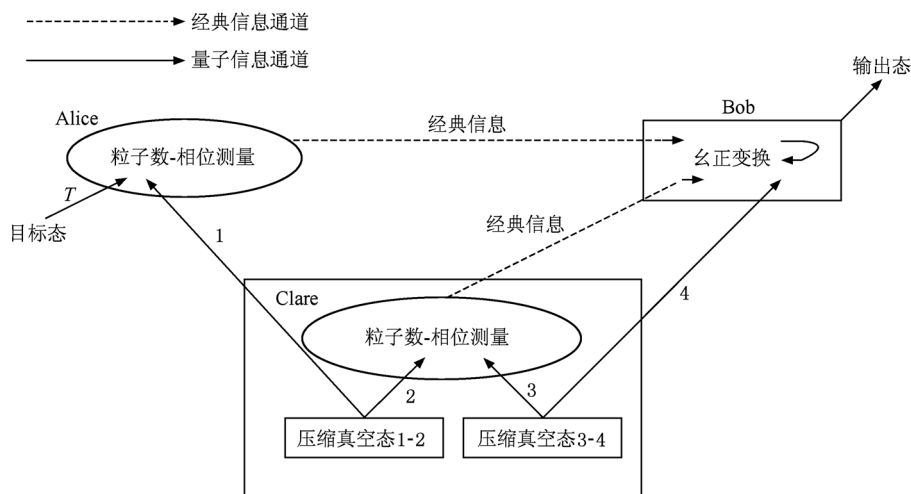 经典信息通道
量子信息通道
输出态
Alice
Bob
经典信息
粒子数-相位测量
幺正变换
T
目标态
1
经典信息
Clare
4
粒子数-相位测量
2
3
压缩真空态1-2
压缩真空态3-4